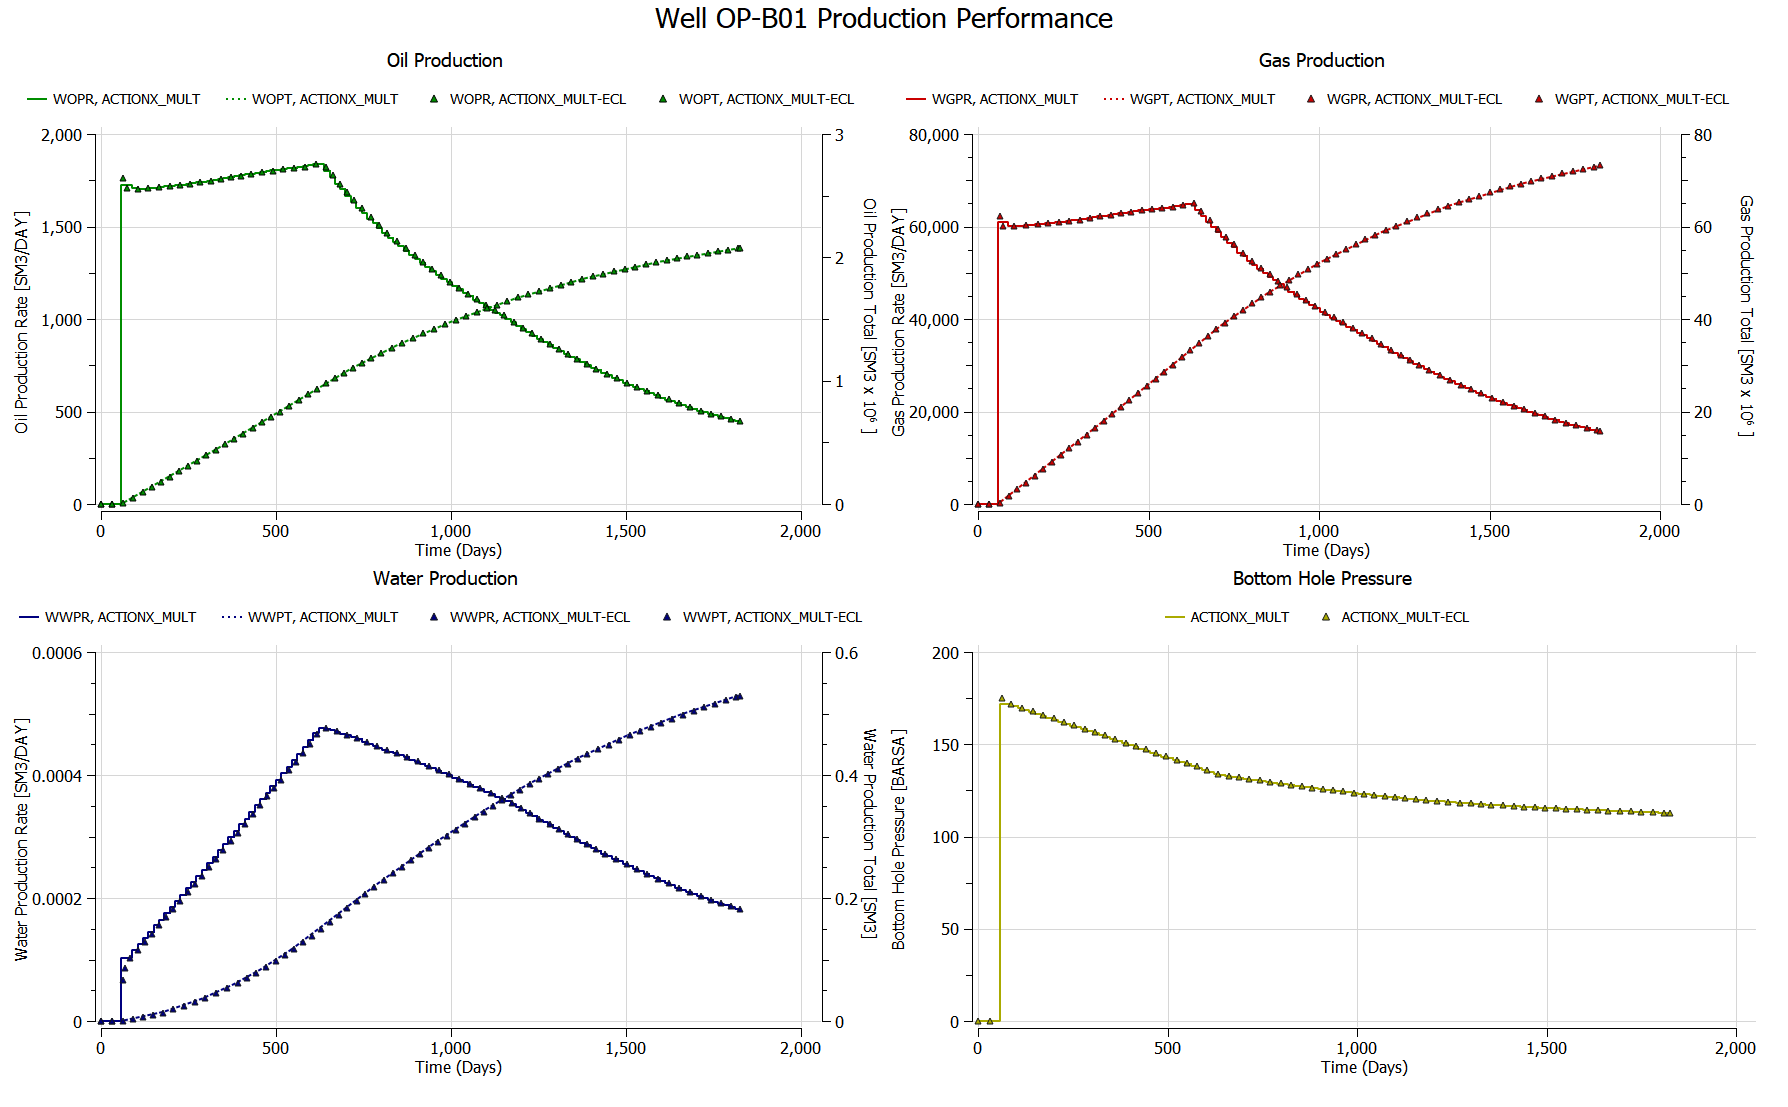 Well OP-B01 Production Performance
Oil Production
WOPR, ACTIONX_MULT WOPT, ACTIONX_MULT WOPR, ACTIONX_MULT-ECL WOPT, ACTIONX_MULT-ECL
Oil Production Rate [SM3/DAY]
2,000
1,500
1,000
500
0
3
2
1
0
Oil Production Total [SM3 x 10⁶ ]
0 500 1,000 1,500 2,000
Time (Days)
Gas Production
WGPR, ACTIONX_MULT WGPT, ACTIONX_MULT WGPR, ACTIONX_MULT-ECL WGPT, ACTIONX_MULT-ECL
Gas Production Rate [SM3/DAY]
80,000
60,000
40,000
20,000
0
80
60
40
20
0
Gas Production Total [SM3 x 10⁶ ]
0 500 1,000 1,500 2,000
Time (Days)
Water Production
WWPR, ACTIONX_MULT WWPT, ACTIONX_MULT WWPR, ACTIONX_MULT-ECL WWPT, ACTIONX_MULT-ECL
Water Production Rate [SM3/DAY]
0.0006
0.0004
0.0002
0
0.6
0.4
0.2
0
Water Production Total [SM3]
0 500 1,000 1,500 2,000
Time (Days)
Bottom Hole Pressure
ACTIONX_MULT ACTIONX_MULT-ECL
Bottom Hole Pressure [BARSA]
200
150
100
50
0
0 500 1,000 1,500 2,000
Time (Days)